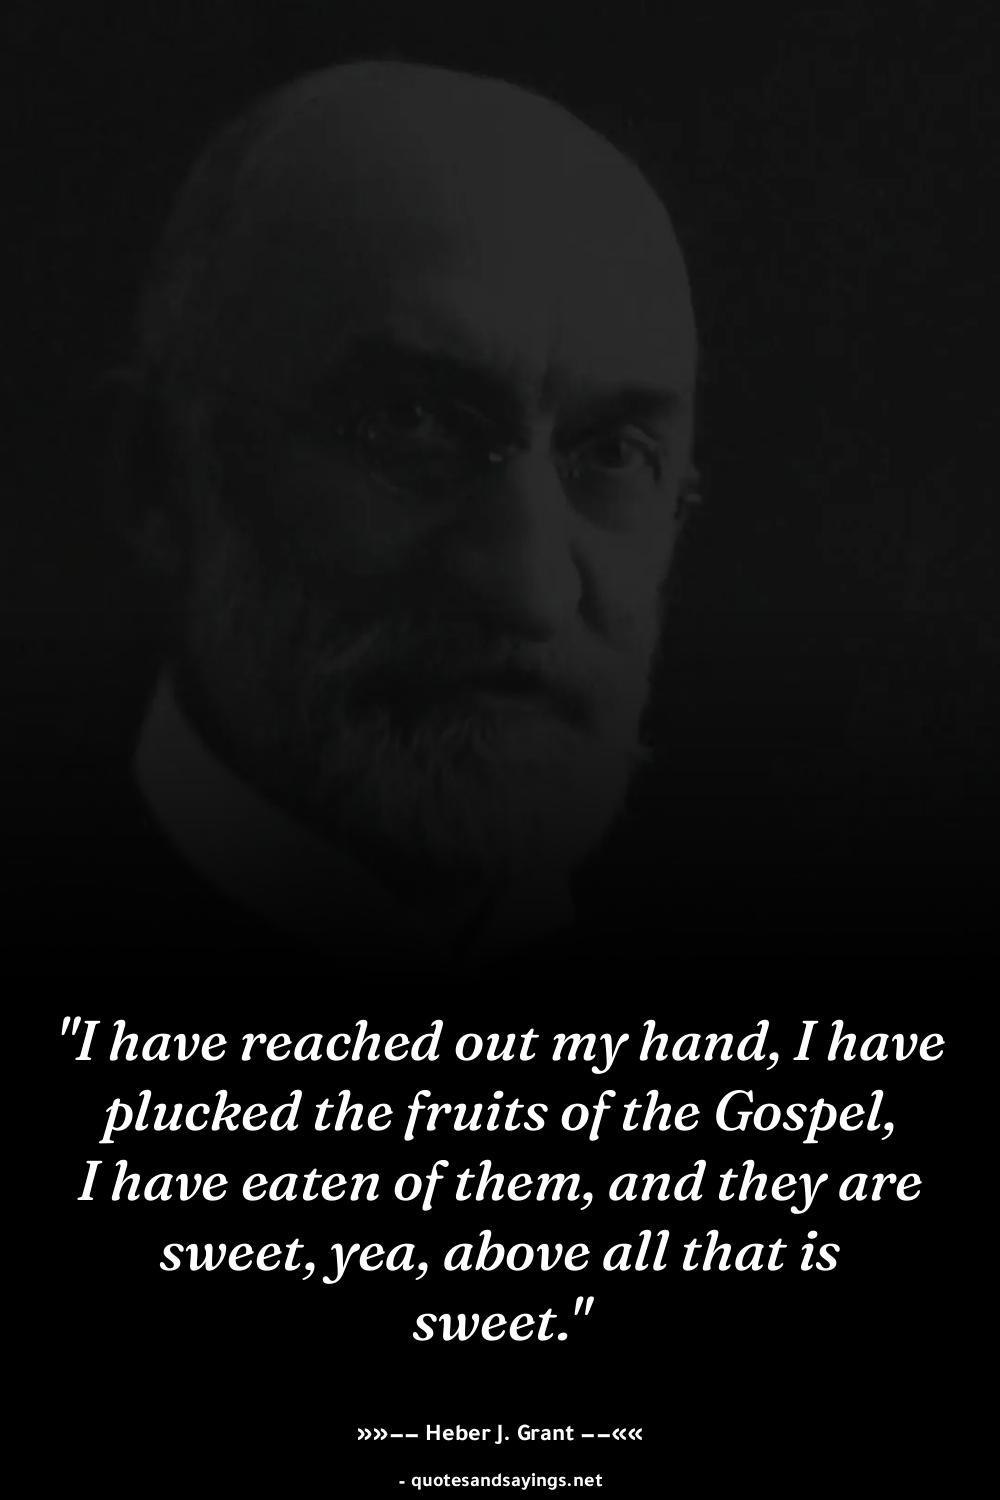 "I have reached out my hand, I have
plucked the fruits of the Gospel,
I have eaten of them, and they are
sweet, yea, above all that is
sweet."
»»–– Heber J. Grant ––««
- quotesandsayings.net